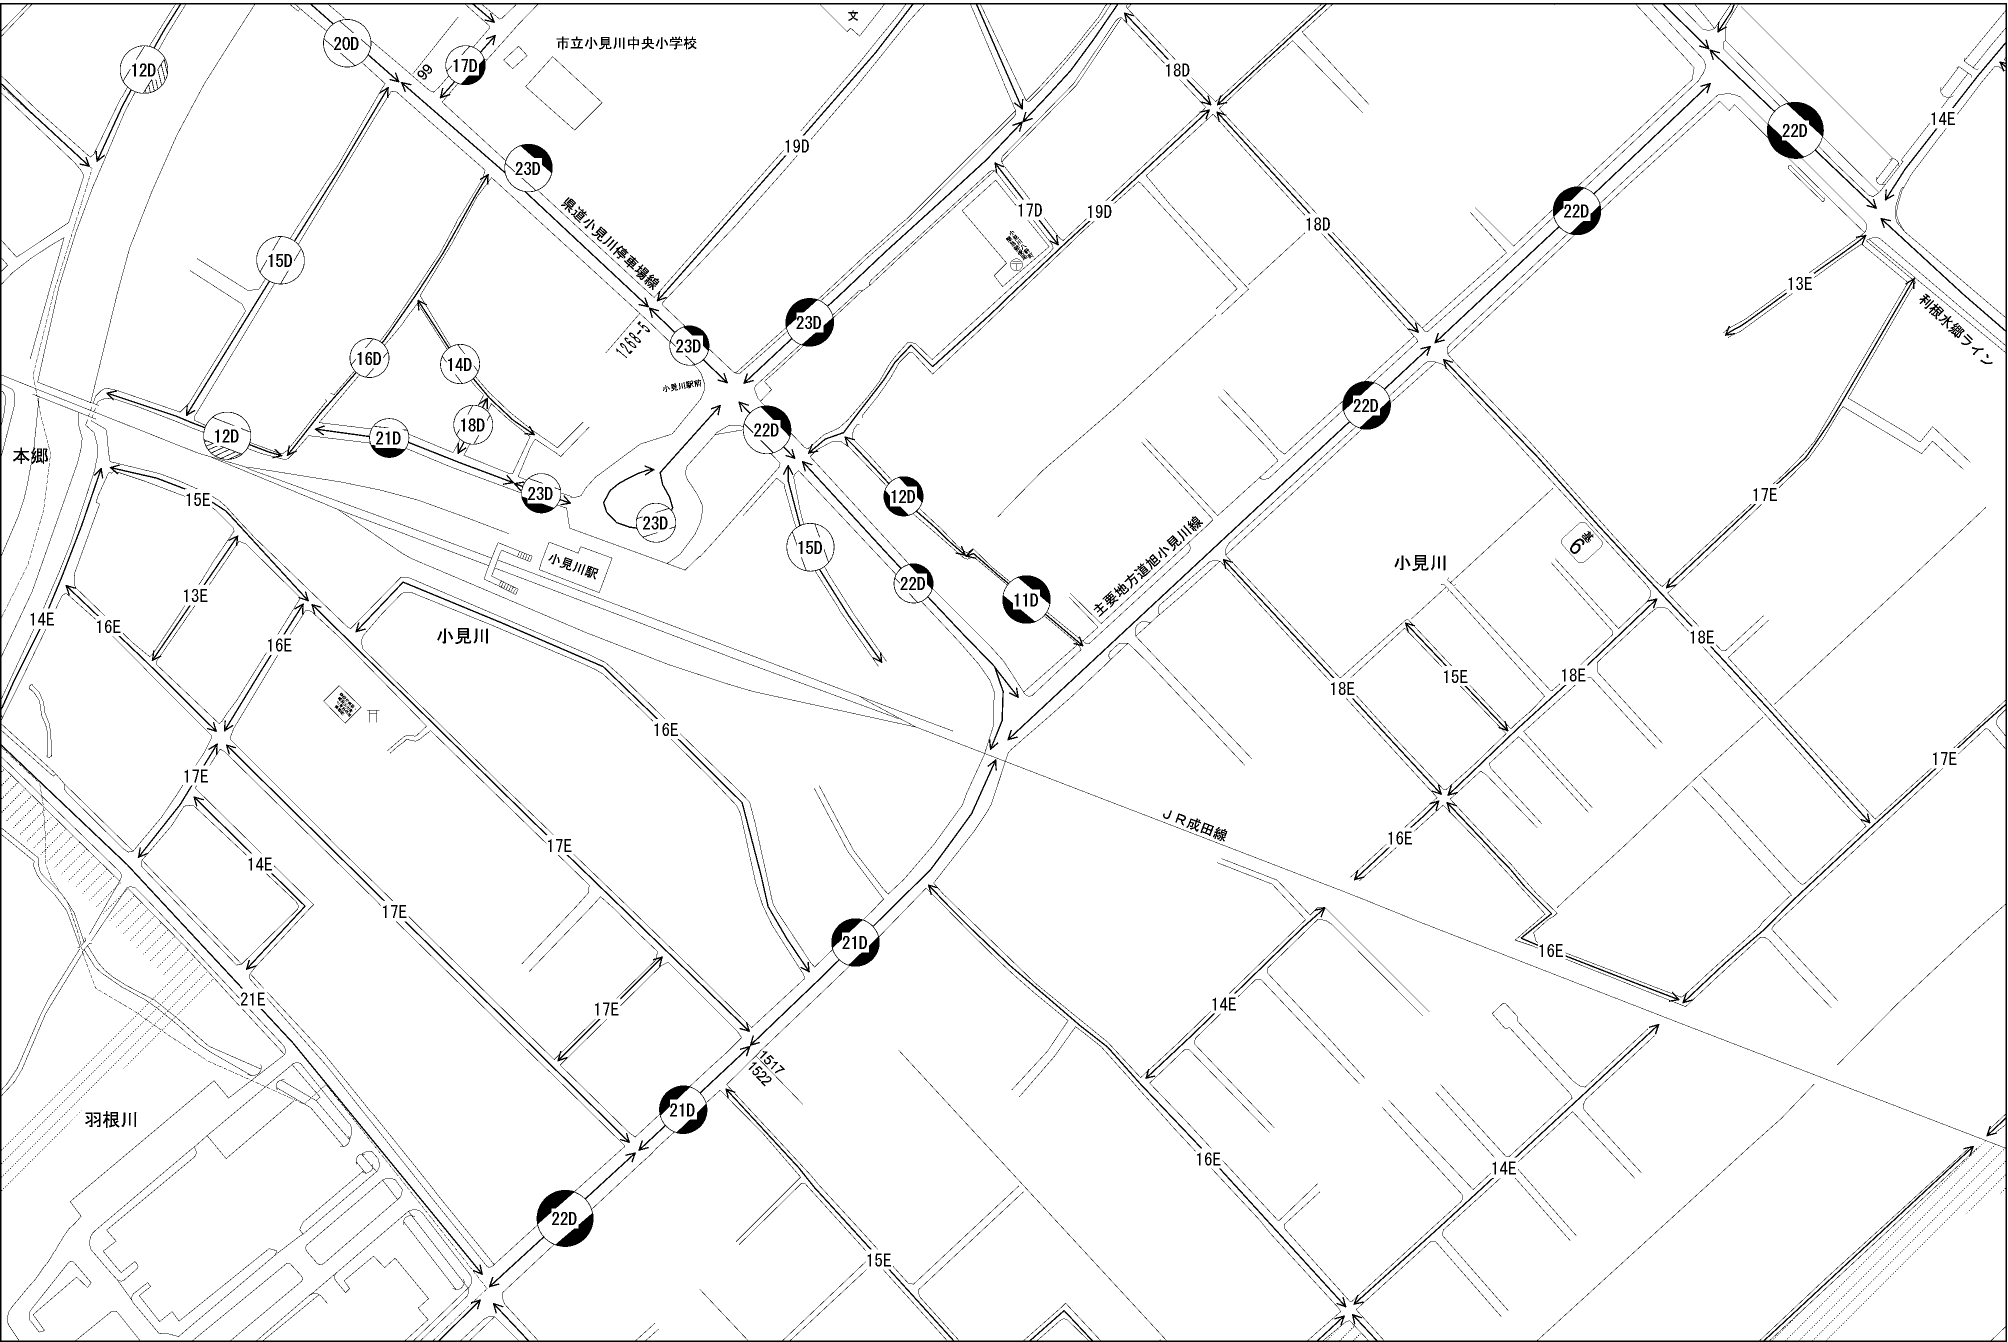 文
市立小見川中央小学校
20D
12D
17D
99
18D
22D
14E
19D
23D
県道小見川停車場線
22D
17D
19D
18D
15D
13E
利根水郷ライン
23D
1268-5
23D
16D
14D
小見川駅前
22D
18D
12D
21D
22D
本郷
23D
12D
17E
15E
23D
15D
主要地方道旭小見川線
基
6
小見川
小見川駅
22D
13E
11D
14E
16E
小見川
16E
18E
15E
18E
18E
16E
17E
17E
JR成田線
17E
16E
14E
17E
21D
16E
21E
17E
14E
1517
1522
21D
羽根川
16E
14E
22D
15E